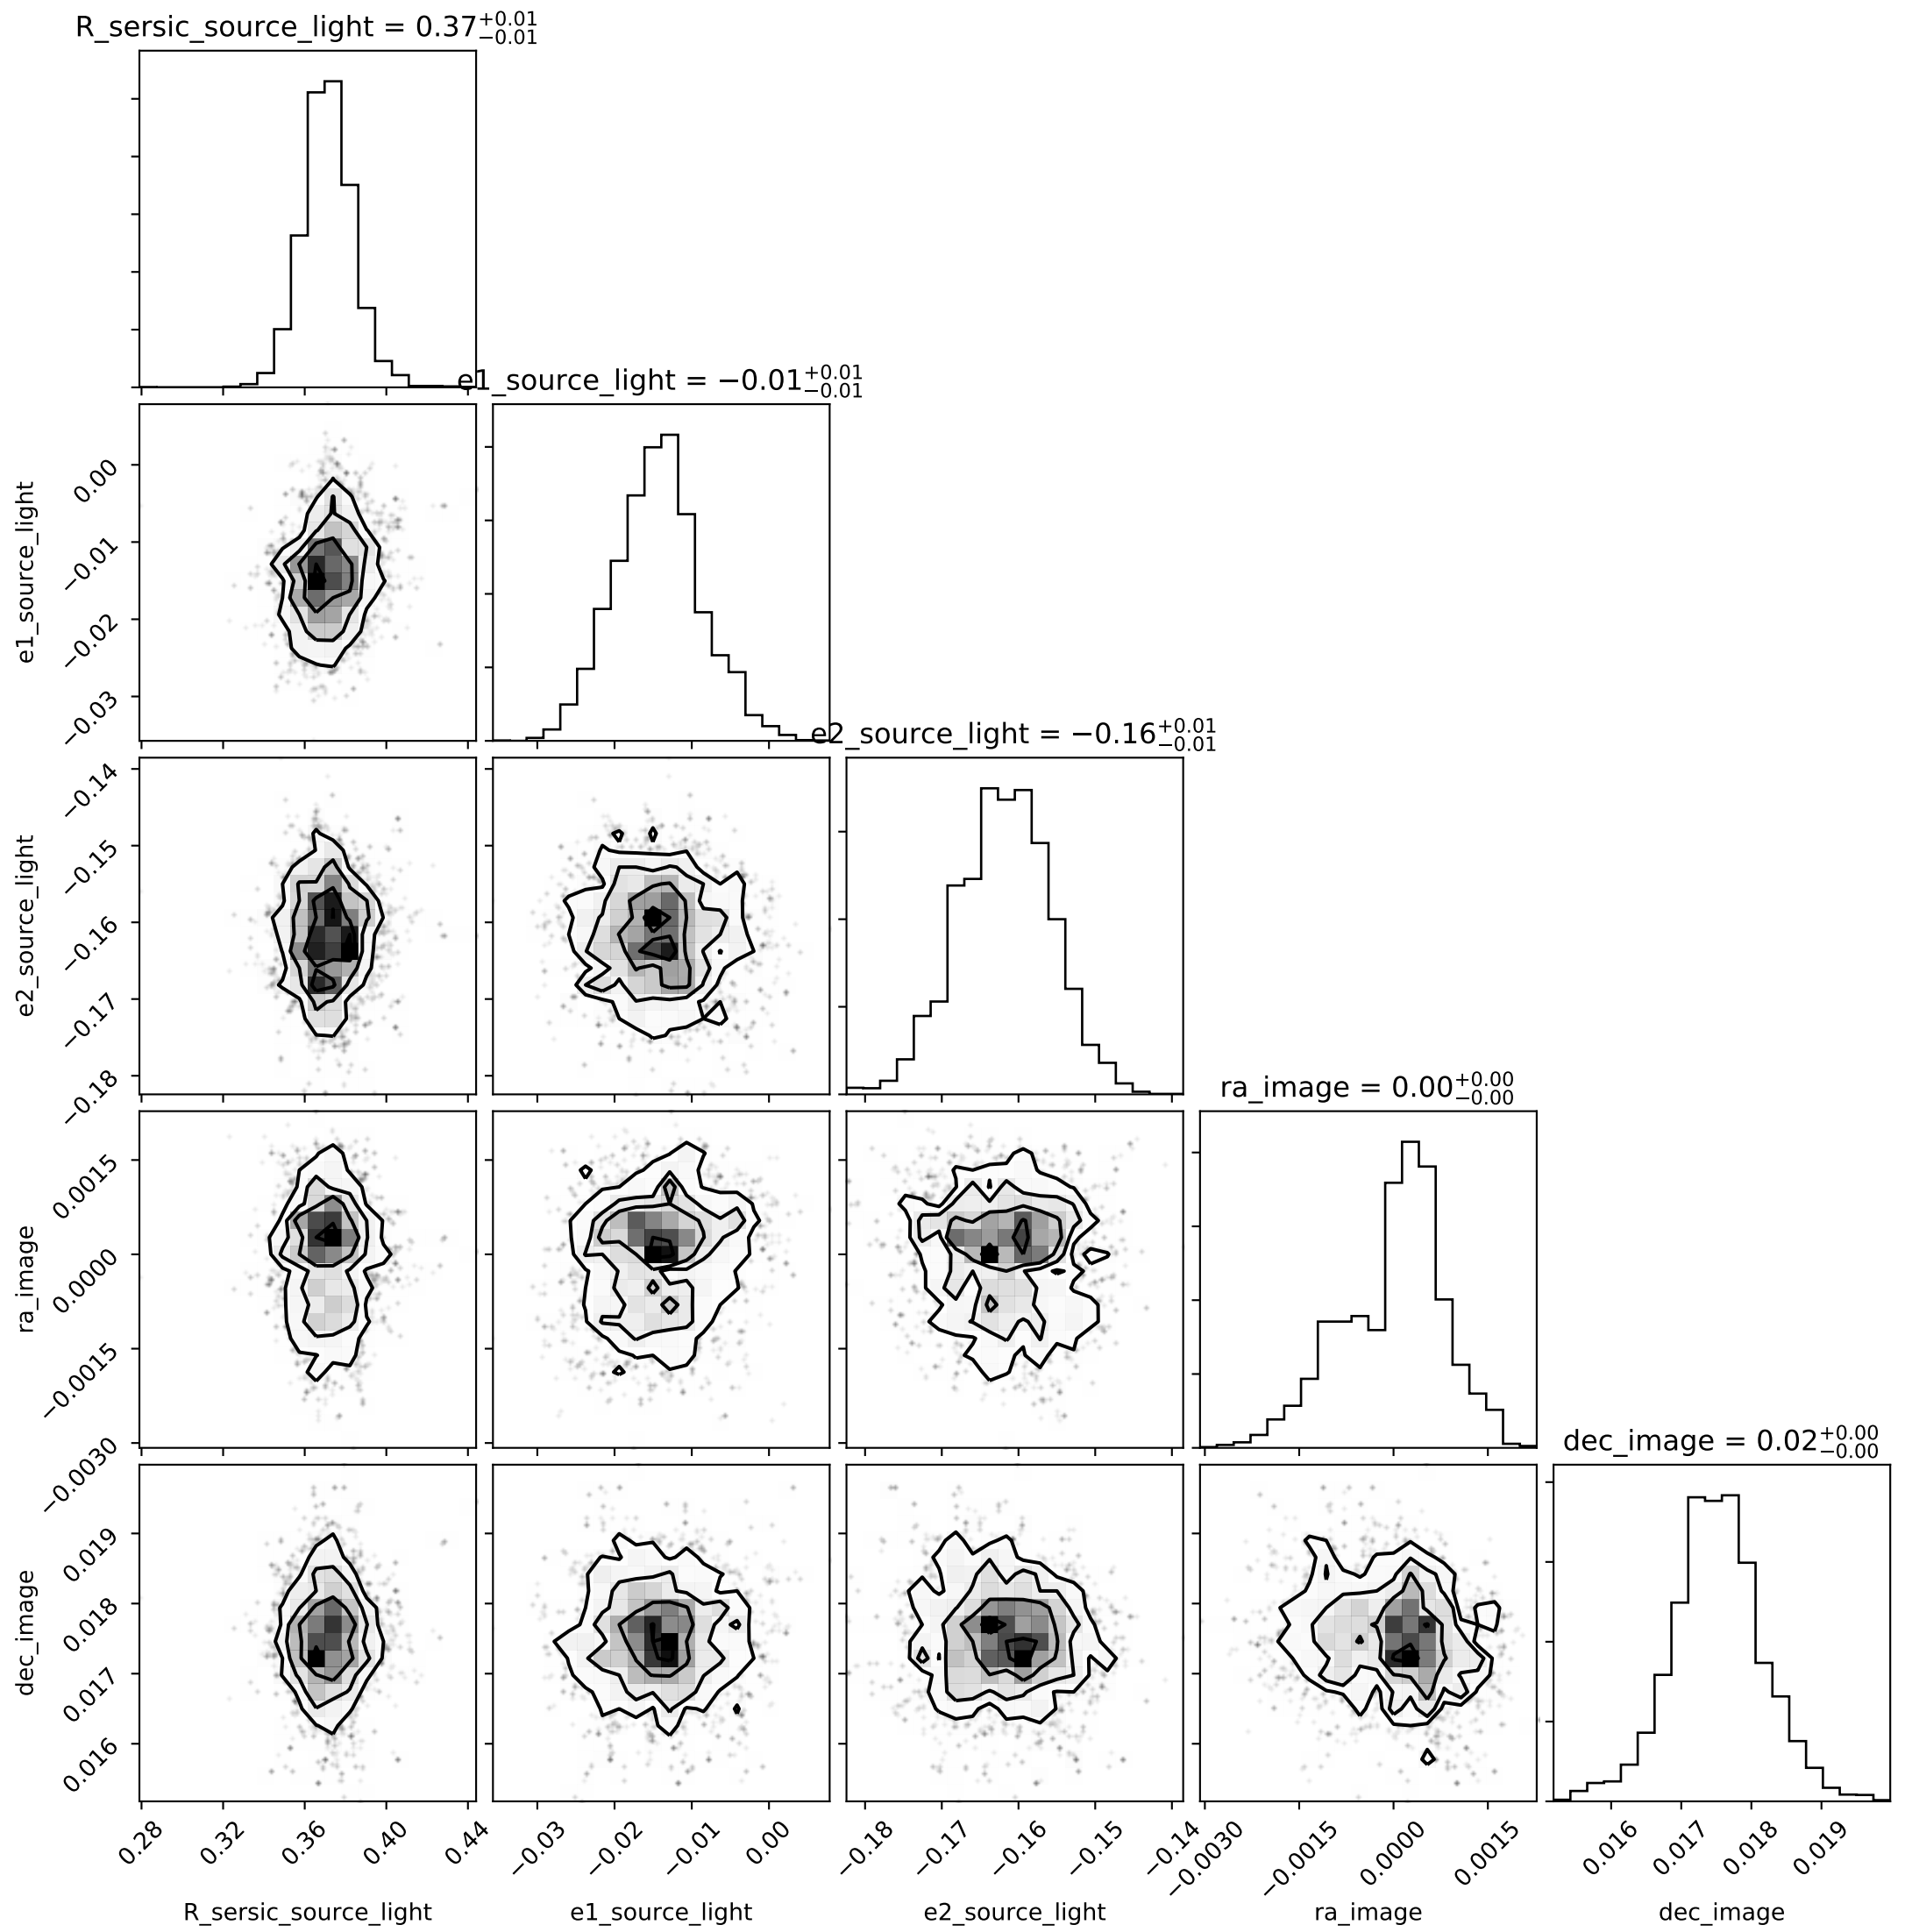 R_sersic_source_light = 0.37+0.01−0.01
e1_source_light = −0.01+0.01−0.01
0.00
−0.01
−0.02
−0.03
e1_source_light
e2_source_light = −0.16+0.01−0.01
−0.14
−0.15
−0.16
−0.17
−0.18
e2_source_light
ra_image = 0.00+0.00−0.00
0.0015
0.0000
−0.0015
−0.0030
ra_image
dec_image = 0.02+0.00−0.00
0.019
0.018
0.017
0.016
dec_image
0.28 0.32 0.36 0.40 0.44 −0.03 −0.02 −0.01 0.00 −0.18 −0.17 −0.16 −0.15 −0.14 −0.0030 −0.0015 0.0000 0.0015 0.016 0.017 0.018 0.019
R_sersic_source_light e1_source_light e2_source_light ra_image dec_image